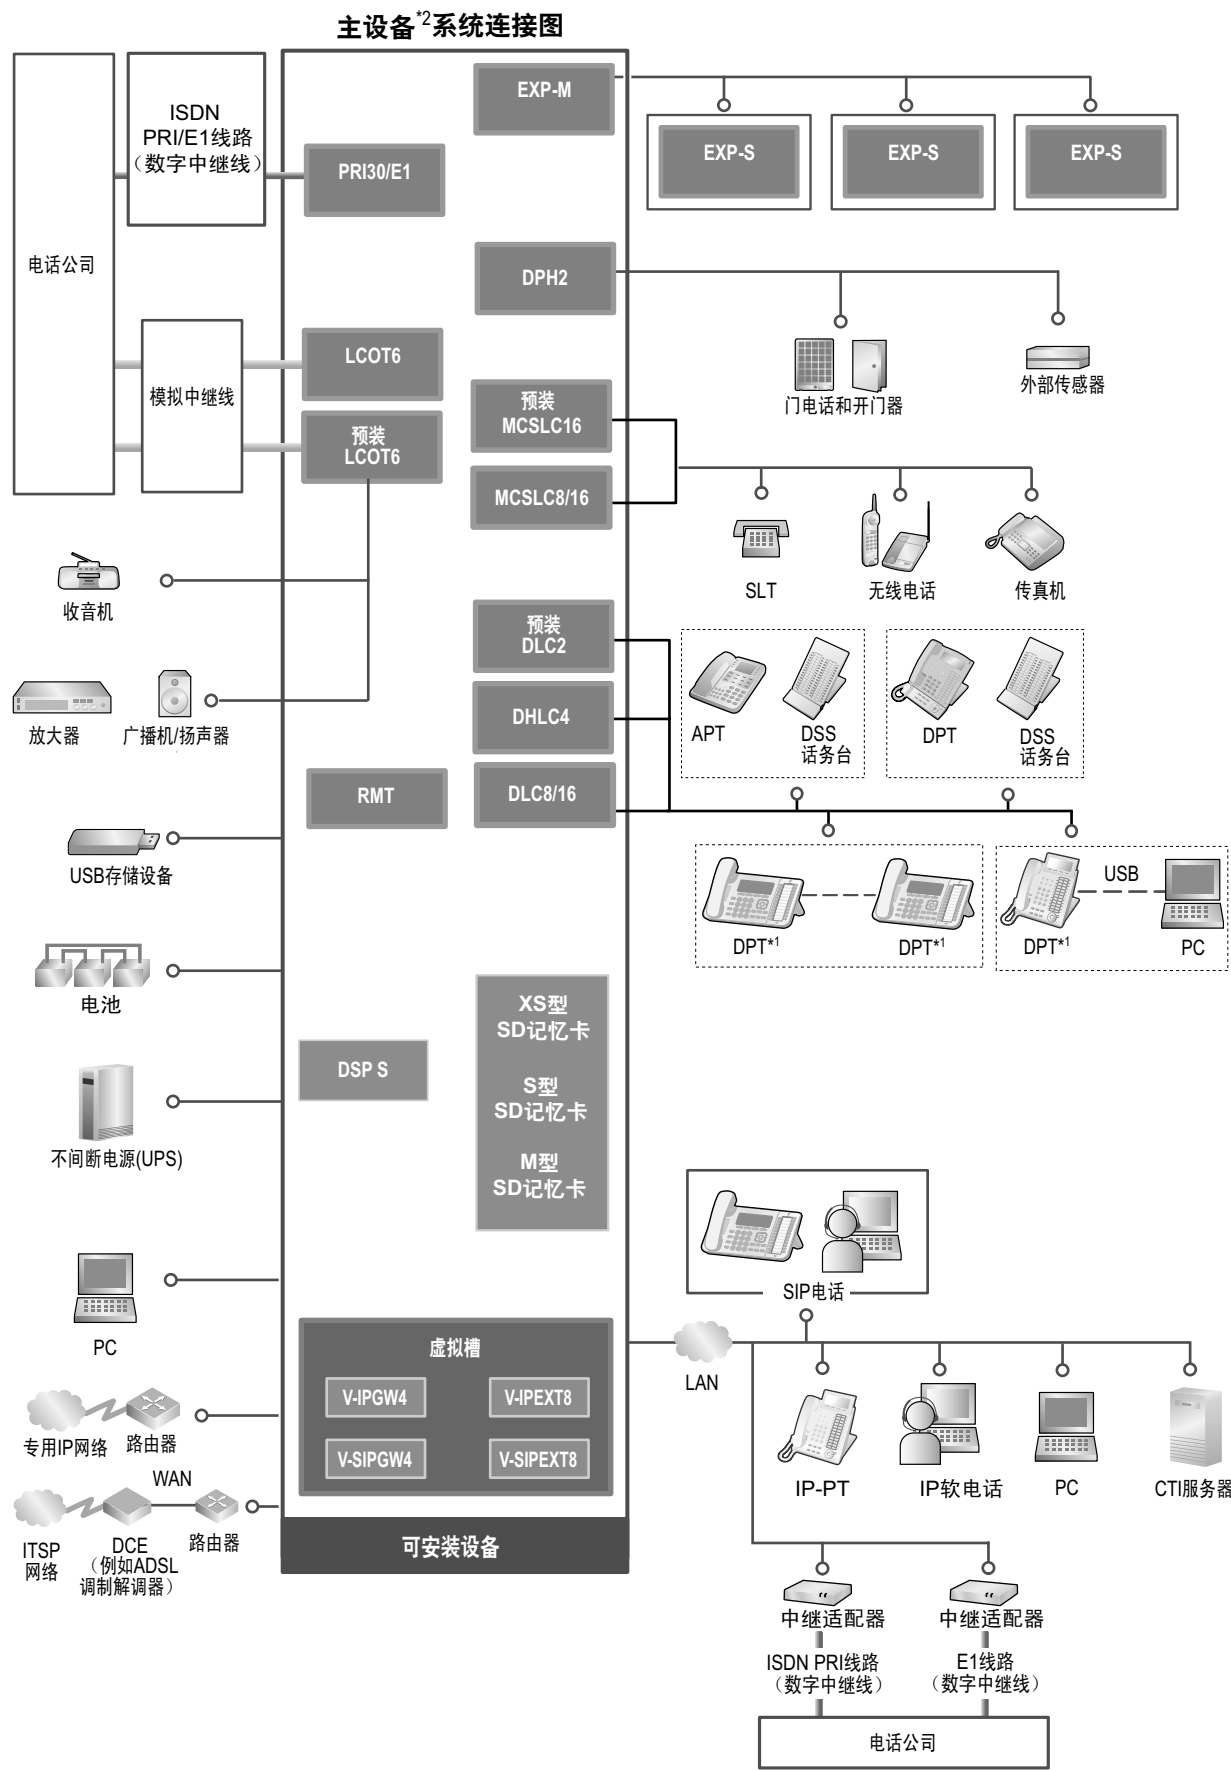 主设备*2系统连接图
ISDN
PRI/E1线路
（数字中继线）
电话公司
模拟中继线
PRI30/E1
LCOT6
预装
LCOT6
EXP-M
EXP-S
EXP-S
EXP-S
DPH2
门电话和开门器
外部传感器
预装
MCSLC16
MCSLC8/16
SLT
无线电话
传真机
收音机
放大器
广播机/扬声器
预装
DLC2
DHLC4
DLC8/16
RMT
APT
DSS
话务台
DPT
DSS
话务台
DPT*1
DPT*1
DPT*1
USB
PC
USB存储设备
电池
不间断电源(UPS)
PC
DSP S
XS型
SD记忆卡
S型
SD记忆卡
M型
SD记忆卡
虚拟槽
V-IPGW4
V-IPEXT8
V-SIPGW4
V-SIPEXT8
可安装设备
专用IP网络
路由器
WAN
ITSP
网络
DCE
（例如ADSL
调制解调器）
路由器
SIP电话
LAN
IP-PT
IP软电话
PC
CTI服务器
中继适配器
中继适配器
ISDN PRI线路
（数字中继线）
E1线路
（数字中继线）
电话公司